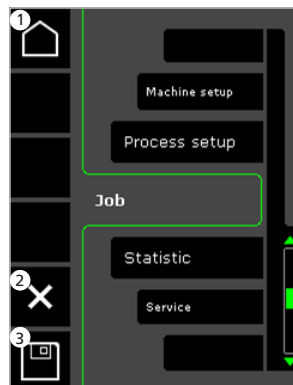 1
Machine setup
Process setup
Job
Statistic
2
Service
3